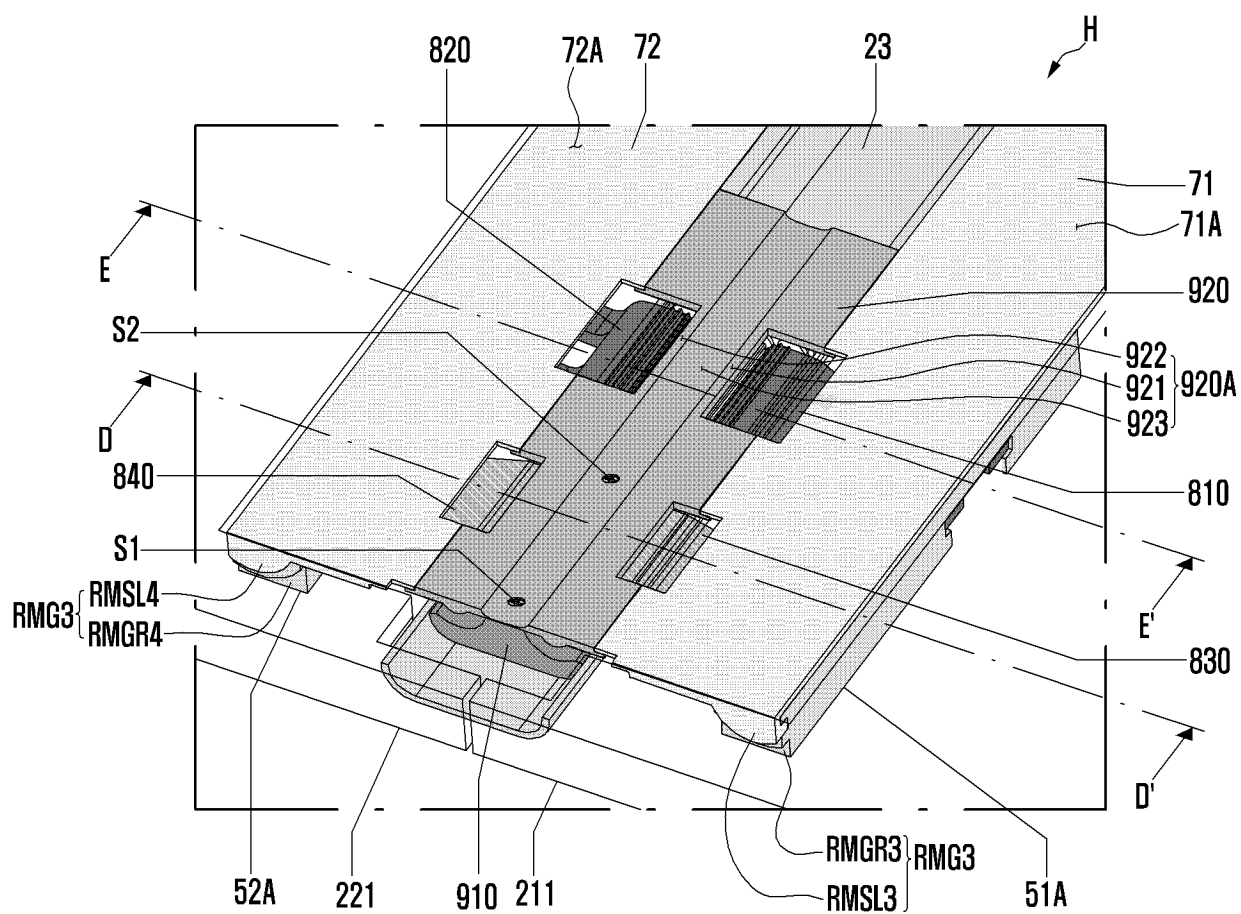 H
820
72A
72
23
71
71A
E
920
S2
922
921
920A
923
D
840
810
S1
RMSL4
RMG3
RMGR4
E'
830
D'
RMGR3
RMG3
RMSL3
52A
221
910
211
51A